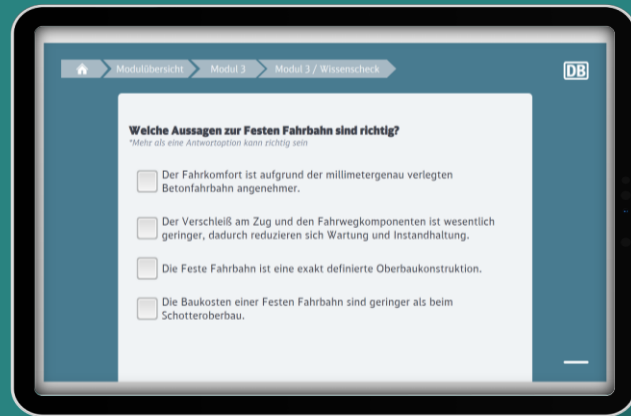 Modulübersicht Modul 3 Modul 3 / Wissenscheck
DB
Welche Aussagen zur Festen Fahrbahn sind richtig?
*Mehr als eine Antwortoption kann richtig sein
Der Fahrkomfort ist aufgrund der millimetergenau verlegten
Betonfahrbahn angenehmer.
Der Verschleiß am Zug und den Fahrwegkomponenten ist wesentlich
geringer, dadurch reduzieren sich Wartung und Instandhaltung.
Die Feste Fahrbahn ist eine exakt definierte Oberbaukonstruktion.
Die Baukosten einer Festen Fahrbahn sind geringer als beim
Schotteroberbau.